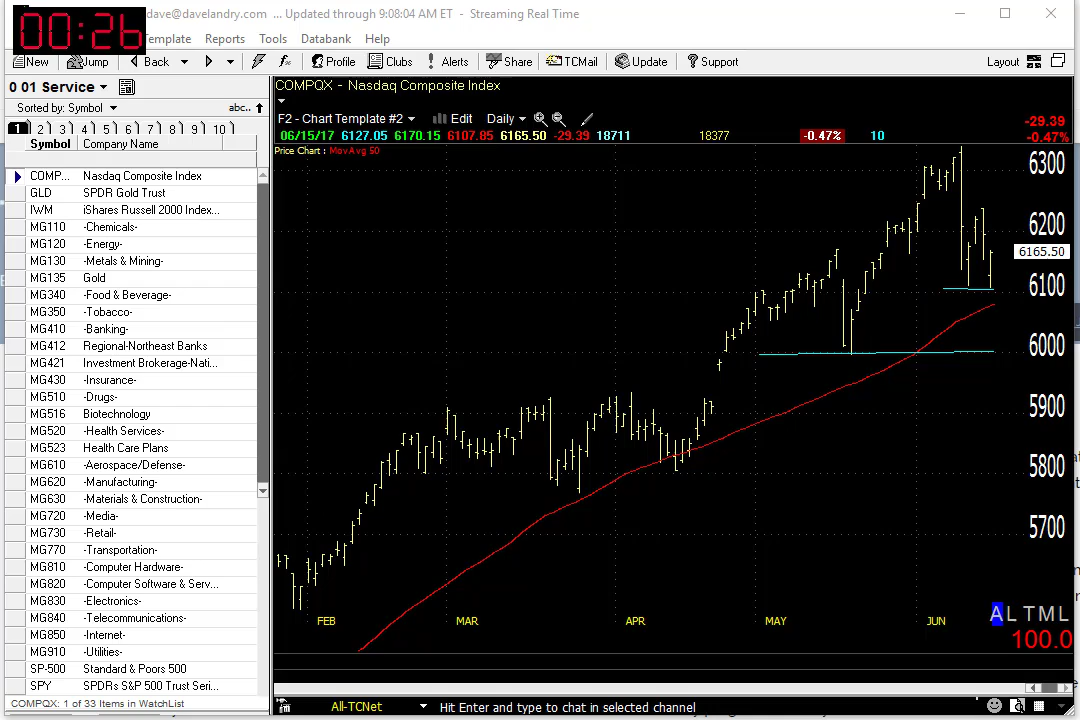 00:26
dave@davelandry.com ... Updated through 9:08:04 AM ET - Streaming Real Time
Template Reports Tools Databank Help
New Jump Back Profile Clubs Alerts Share TCMail Update Support Layout
0 01 Service
Sorted by: Symbol abc..
1 2 3 4 5 6 7 8 9 10
Symbol Company Name
COMP... Nasdaq Composite Index
GLD SPDR Gold Trust
IWM iShares Russell 2000 Index...
MG110 -Chemicals-
MG120 -Energy-
MG130 -Metals & Mining-
MG135 Gold
MG340 -Food & Beverage-
MG350 -Tobacco-
MG410 -Banking-
MG412 Regional-Northeast Banks
MG421 Investment Brokerage-Nati...
MG430 -Insurance-
MG510 -Drugs-
MG516 Biotechnology
MG520 -Health Services-
MG523 Health Care Plans
MG610 -Aerospace/Defense-
MG620 -Manufacturing-
MG630 -Materials & Construction-
MG720 -Media-
MG730 -Retail-
MG770 -Transportation-
MG810 -Computer Hardware-
MG820 -Computer Software & Serv...
MG830 -Electronics-
MG840 -Telecommunications-
MG850 -Internet-
MG910 -Utilities-
SP-500 Standard & Poors 500
SPY SPDRs S&P 500 Trust Seri...
COMPQX: 1 of 33 Items in WatchList
COMPQX - Nasdaq Composite Index
F2 - Chart Template #2 Edit Daily
06/15/17 6127.05 6170.15 6107.85 6165.50 -29.39 18711 18377 -0.47% 10
-29.39
-0.47%
Price Chart : MovAvg 50
6300
6200
6165.50
6100
6000
5900
5800
5700
FEB MAR APR MAY JUN
A L T M L
100.0
All-TCNet Hit Enter and type to chat in selected channel